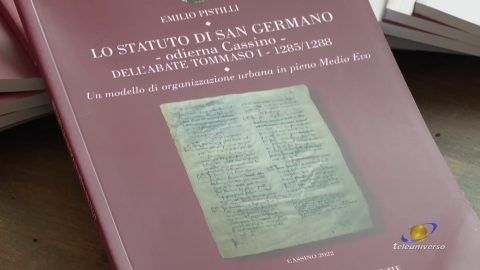 EMILIO PISTILLI
LO STATUTO DI SAN GERMANO
- odierna Cassino -
DELL'ABATE TOMMASO I - 1285/1288
Un modello di organizzazione urbana in pieno Medio Evo
CASSINO 2022
teleuniverso